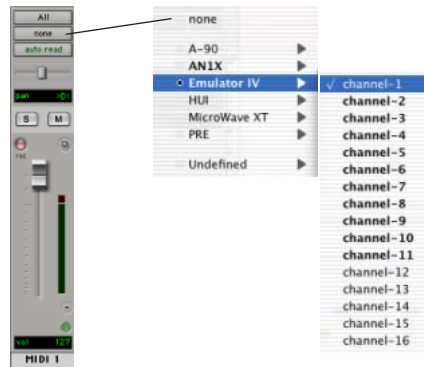 All
none
auto read
pan >0<
S M
rec
vol 127
MIDI 1
none
A-90
AN1X
Emulator IV
HUI
MicroWave XT
PRE
Undefined
channel-1
channel-2
channel-3
channel-4
channel-5
channel-6
channel-7
channel-8
channel-9
channel-10
channel-11
channel-12
channel-13
channel-14
channel-15
channel-16